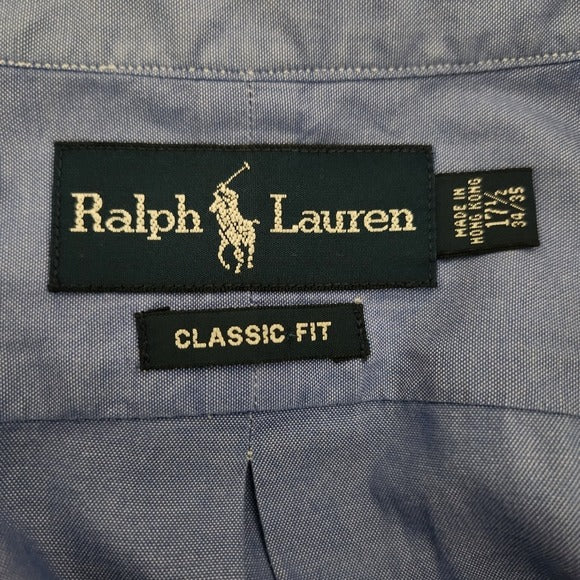 Ralph Lauren
MADE IN
HONG KONG
17½
34/35
CLASSIC FIT